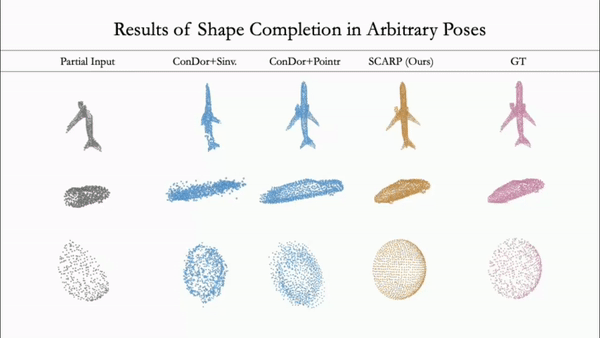 Results of Shape Completion in Arbitrary Poses
Partial Input ConDor+Sinv. ConDor+Pointr SCARP (Ours) GT